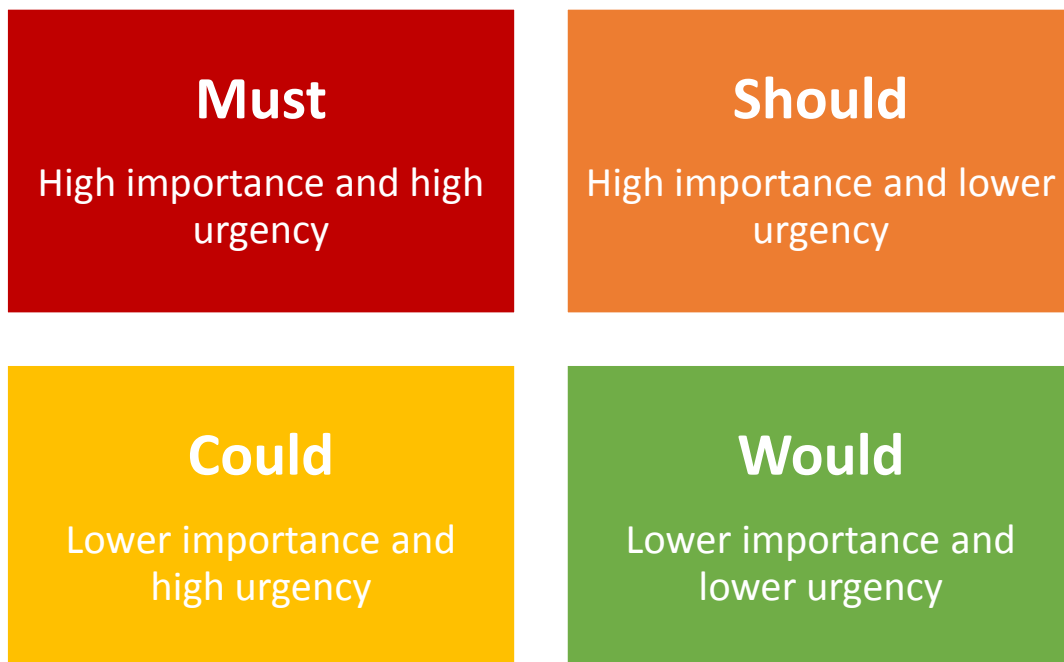 Must
High importance and high
urgency
Should
High importance and lower
urgency
Could
Lower importance and
high urgency
Would
Lower importance and
lower urgency